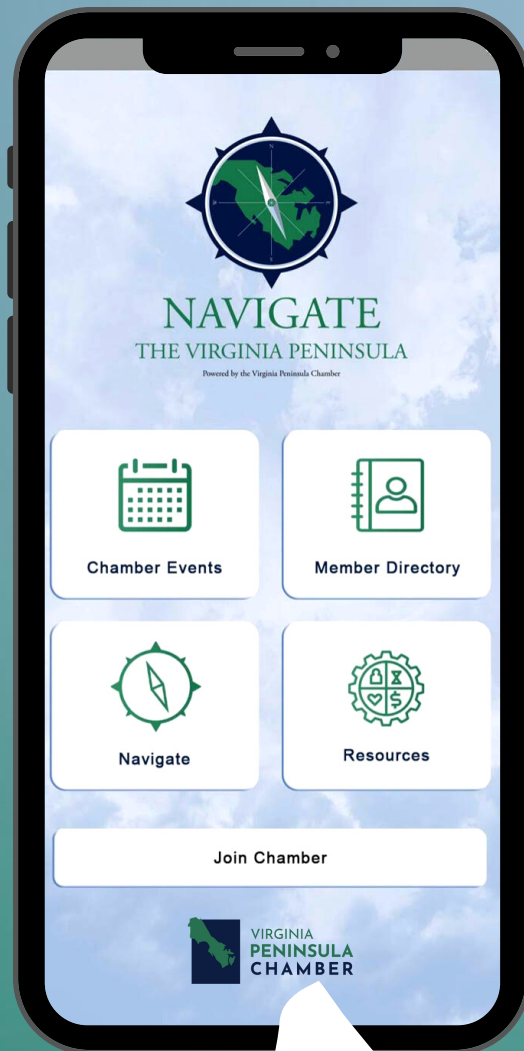 NAVIGATE
THE VIRGINIA PENINSULA
Powered by the Virginia Peninsula Chamber
Chamber Events
Member Directory
Navigate
Resources
Join Chamber
VIRGINIA
PENINSULA
CHAMBER